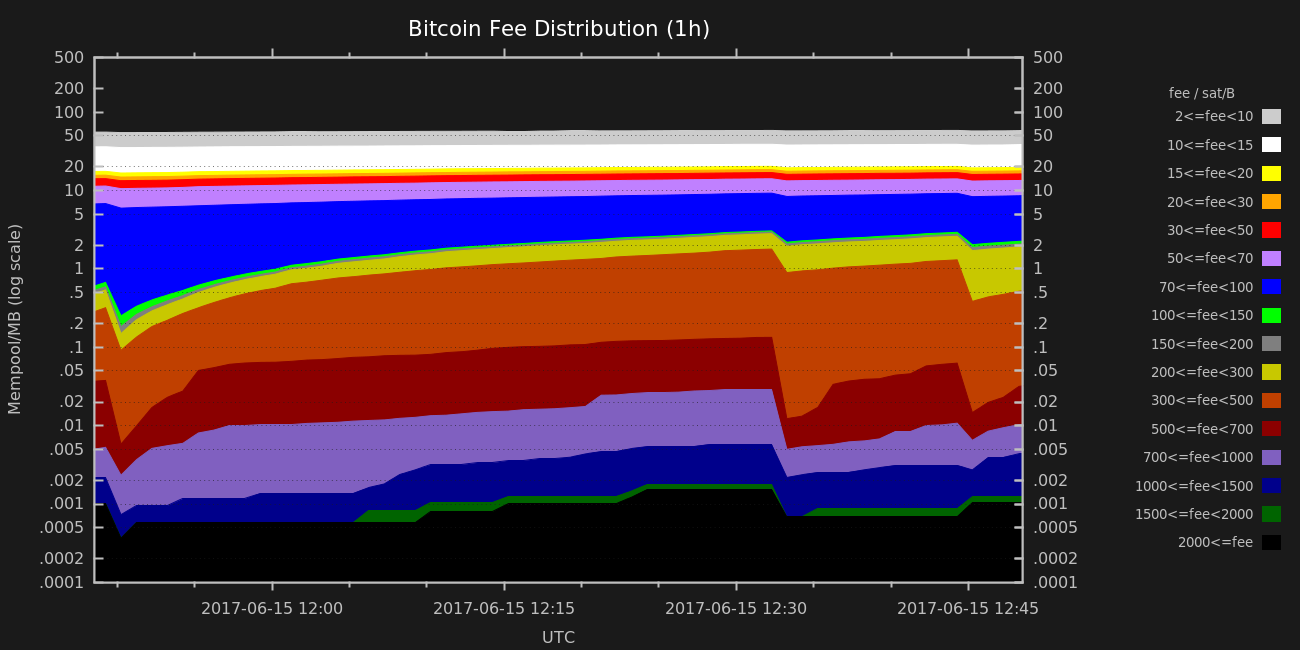 Bitcoin Fee Distribution (1h)
500 500
200 200
100 100
50 50
20 20
10 10
5 5
2 2
1 1
.5 .5
.2 .2
.1 .1
.05 .05
.02 .02
.01 .01
.005 .005
.002 .002
.001 .001
.0005 .0005
.0002 .0002
.0001 .0001
Mempool/MB (log scale)
2017-06-15 12:00 2017-06-15 12:15 2017-06-15 12:30 2017-06-15 12:45
UTC
fee / sat/B
2<=fee<10
10<=fee<15
15<=fee<20
20<=fee<30
30<=fee<50
50<=fee<70
70<=fee<100
100<=fee<150
150<=fee<200
200<=fee<300
300<=fee<500
500<=fee<700
700<=fee<1000
1000<=fee<1500
1500<=fee<2000
2000<=fee